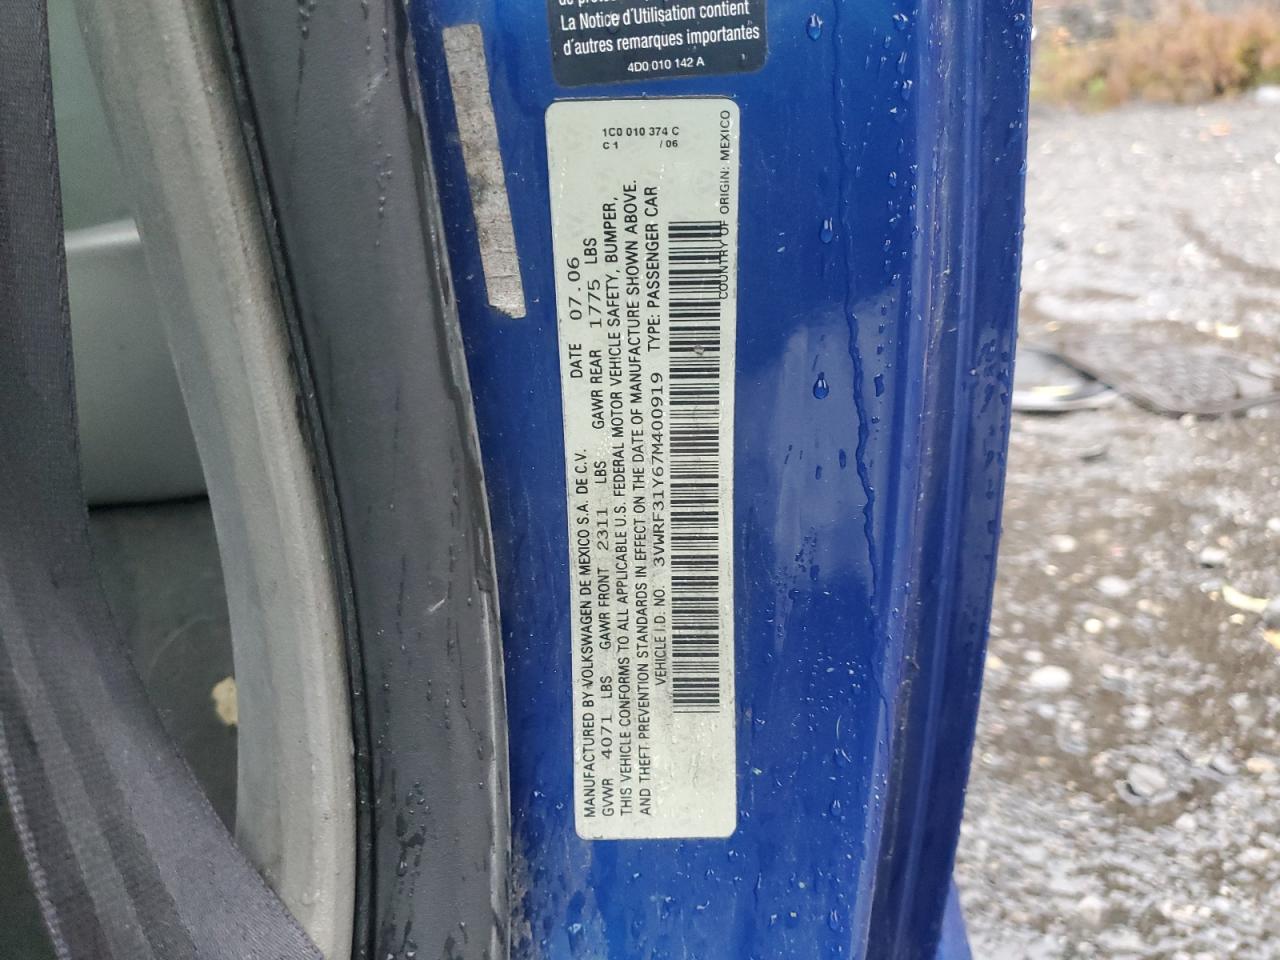 La Notice d'Utilisation contient
d'autres remarques importantes
4D0 010 142 A
1C0 010 374 C
C 1 / 06
MANUFACTURED BY VOLKSWAGEN DE MEXICO S.A. DE C.V. DATE 07.06
GVWR 4071 LBS GAWR FRONT 2311 LBS GAWR REAR 1775 LBS
THIS VEHICLE CONFORMS TO ALL APPLICABLE U.S. FEDERAL MOTOR VEHICLE SAFETY, BUMPER,
AND THEFT PREVENTION STANDARDS IN EFFECT ON THE DATE OF MANUFACTURE SHOWN ABOVE.
VEHICLE I.D. NO. 3VWRF31Y67M400919 TYPE: PASSENGER CAR
COUNTRY OF ORIGIN: MEXICO